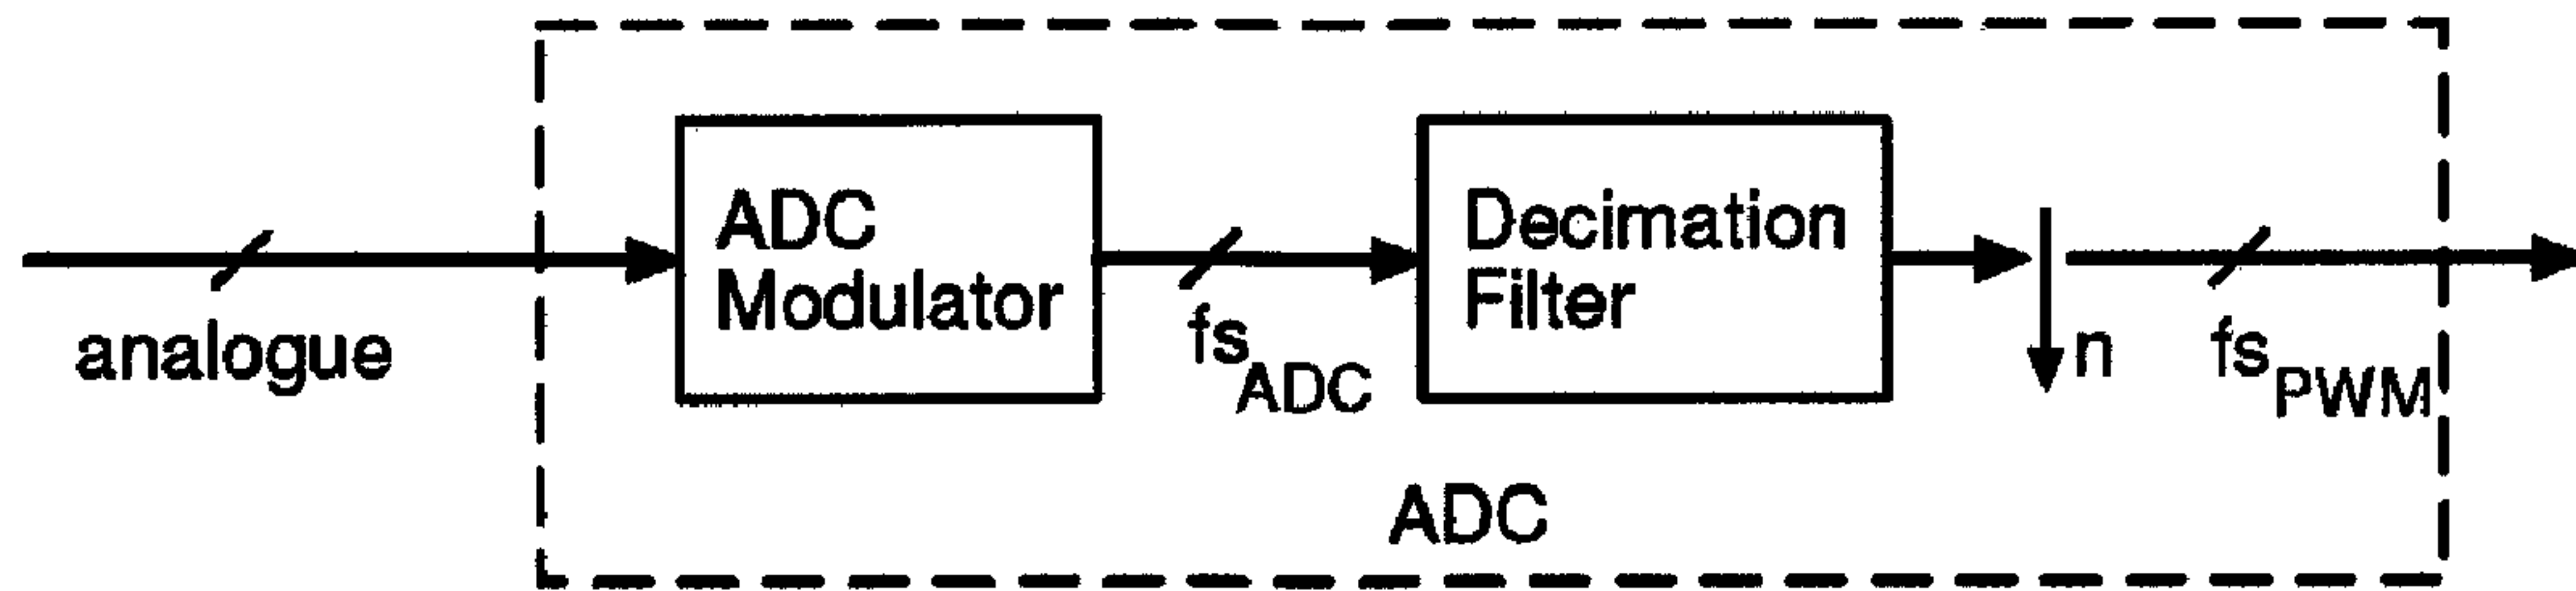 analogue
ADC
Modulator
fs ADC
Decimation
Filter
n
fs PWM
ADC